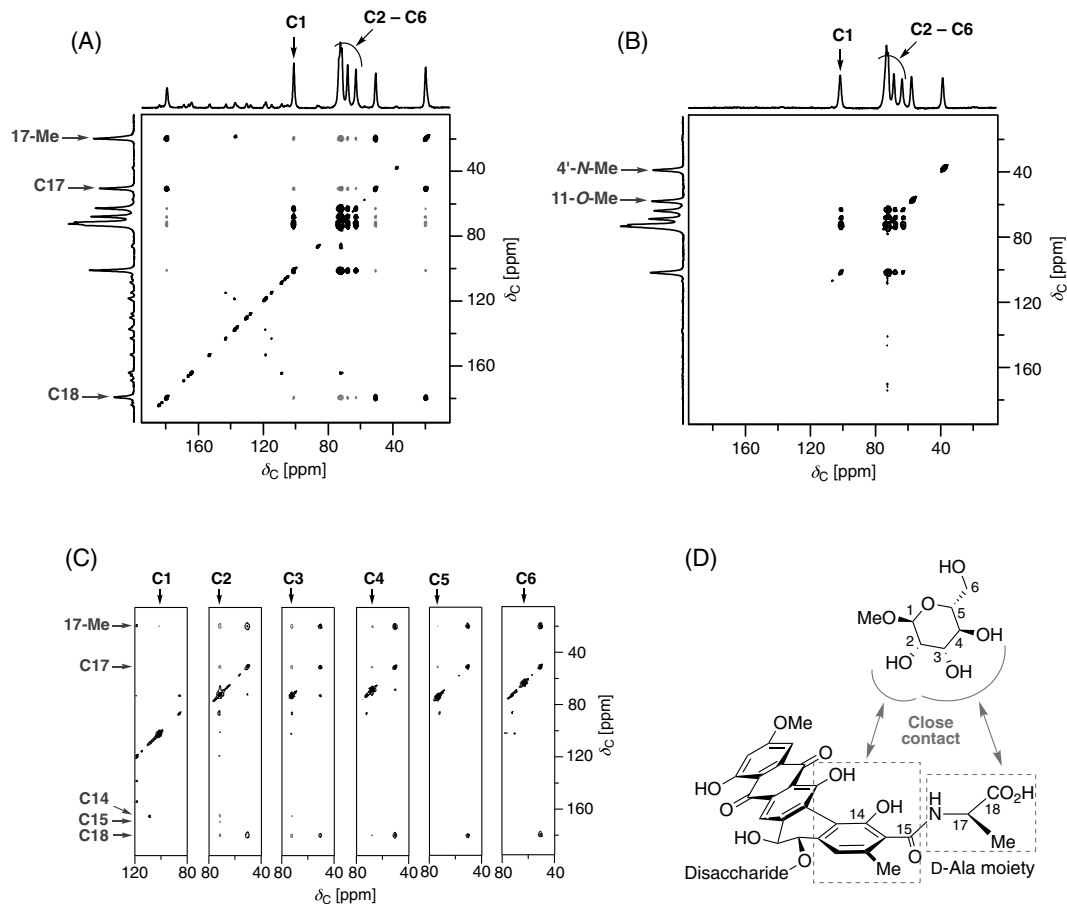 (A)
C1
C2 – C6
17-Me
C17
C18
40
80
120
160
δC [ppm]
160
120
80
40
δC [ppm]
(B)
C1
C2 – C6
4'-N-Me
11-O-Me
40
80
120
160
δC [ppm]
160
120
80
40
δC [ppm]
(C)
C1
C2
C3
C4
C5
C6
17-Me
C17
C14
C15
C18
40
80
120
160
δC [ppm]
120
80
80
40
80
40
80
40
80
40
80
40
δC [ppm]
(D)
HO
6
1
O
5
MeO
4
OH
2
3
HO
OH
Close
contact
OMe
O
OH
HO
O
14
OH
H
N
CO2H
18
15
17
O
Me
HO
O
Me
Disaccharide
D-Ala moiety